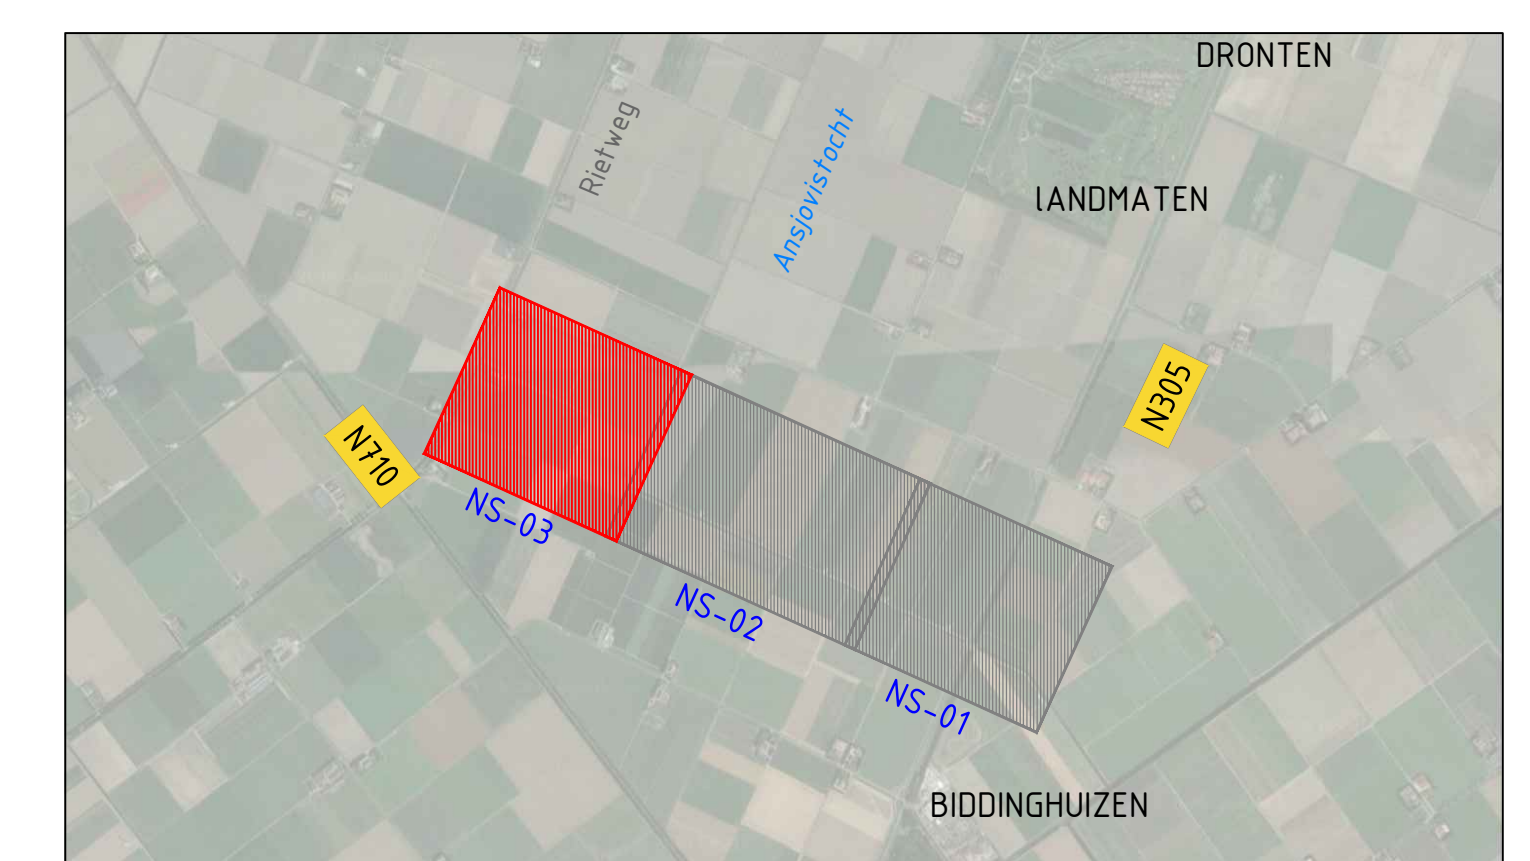 DRONTEN
Rietweg
Ansjovistocht
lANDMATEN
N305
N710
NS-03
NS-02
NS-01
BIDDINGHUIZEN